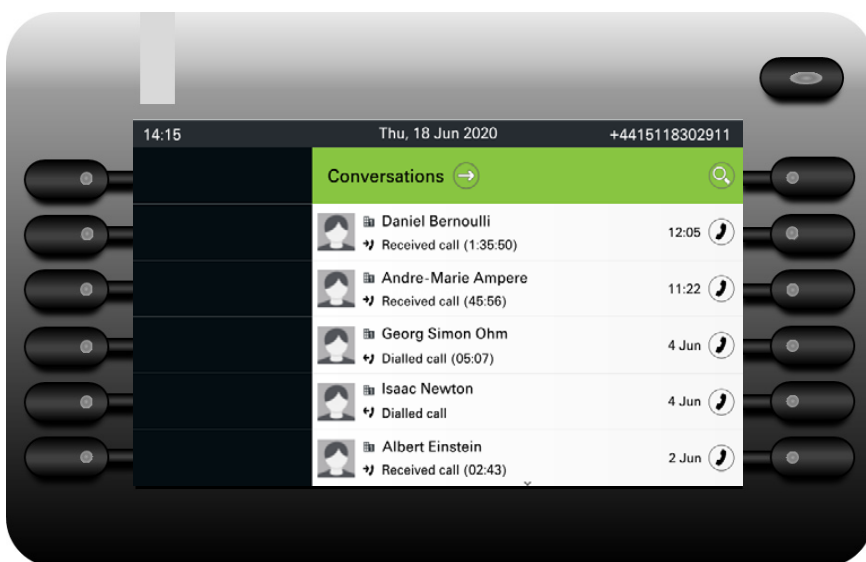 14:15 Thu, 18 Jun 2020 +4415118302911
Conversations
Daniel Bernoulli
Received call (1:35:50) 12:05
Andre-Marie Ampere
Received call (45:56) 11:22
Georg Simon Ohm
Dialled call (05:07) 4 Jun
Isaac Newton
Dialled call 4 Jun
Albert Einstein
Received call (02:43) 2 Jun